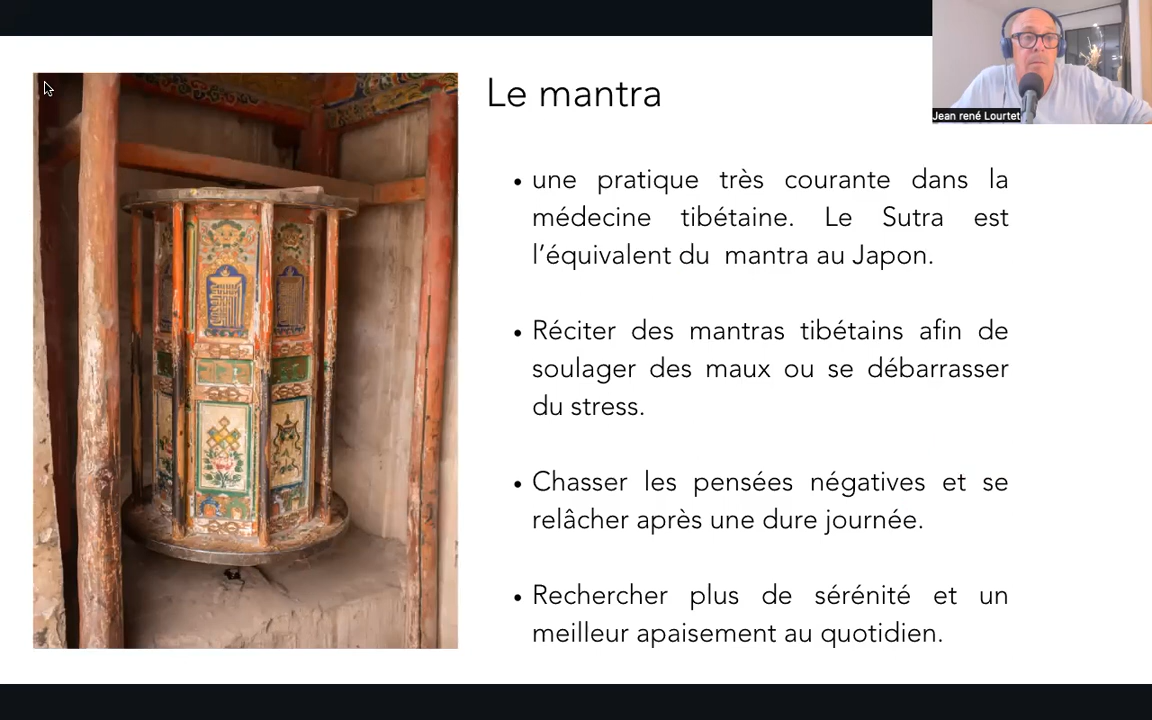 Le mantra
Jean rené Lourtet
• une pratique très courante dans la
médecine tibétaine. Le Sutra est
l’équivalent du mantra au Japon.
• Réciter des mantras tibétains afin de
soulager des maux ou se débarrasser
du stress.
• Chasser les pensées négatives et se
relâcher après une dure journée.
• Rechercher plus de sérénité et un
meilleur apaisement au quotidien.